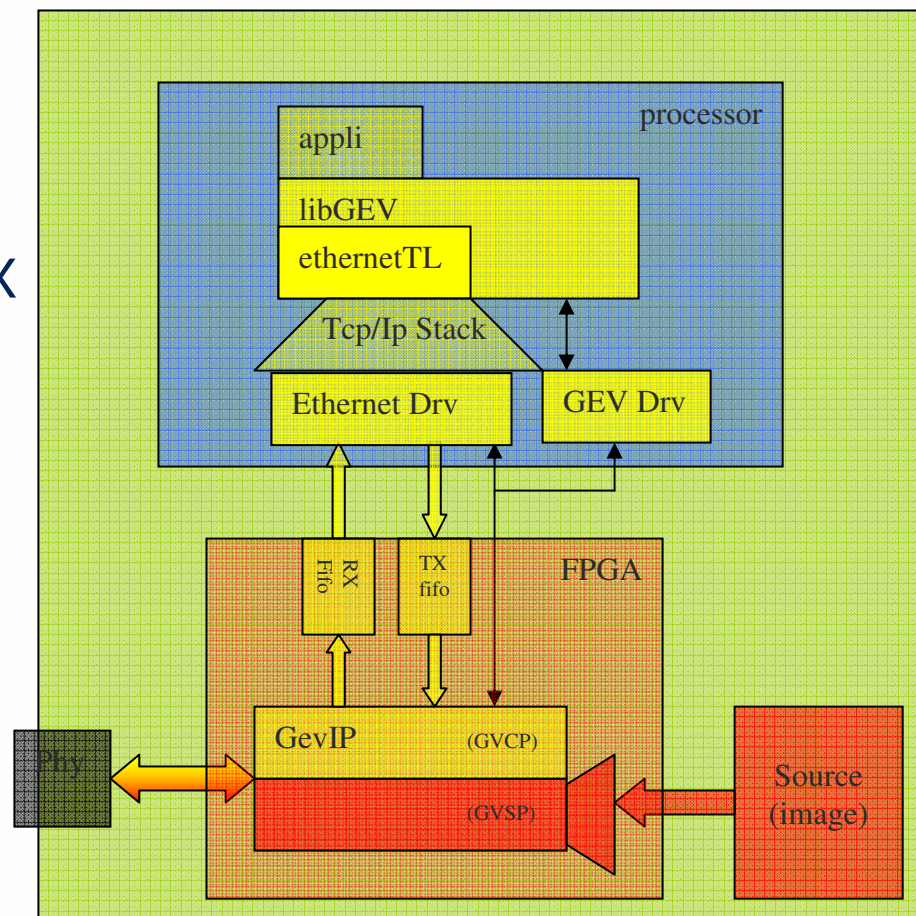 processor
appli
libGEV
x
ethernetTL
Tcp/Ip Stack
Ethernet Drv
GEV Drv
RX
Fifo
TX
fifo
FPGA
GevIP
(GVCP)
Phy
(GVSP)
Source
(image)